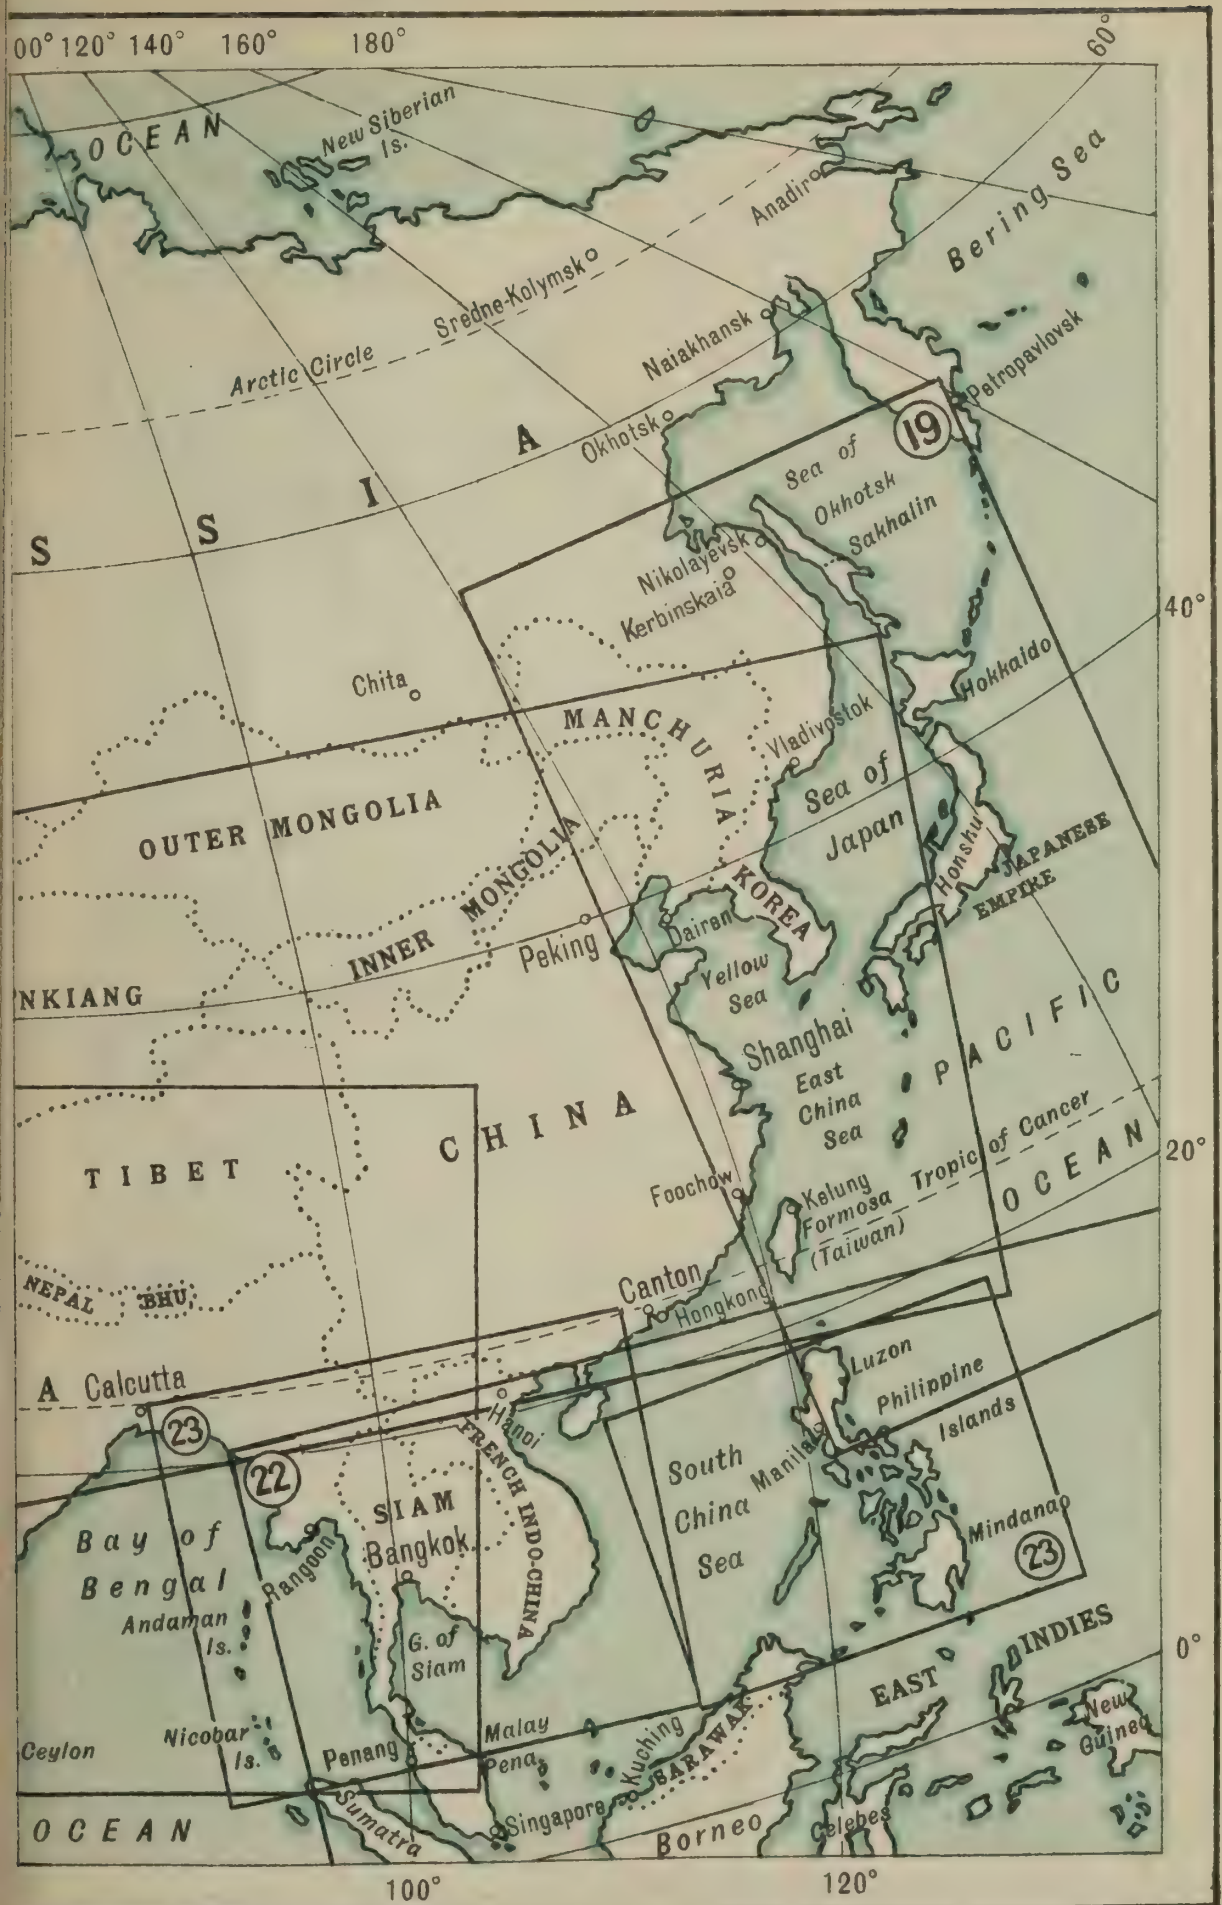 00° 120° 140° 160° 180° 60°
OCEAN
New Siberian
Is.
Anadir
Bering Sea
Sredne-Kolymsk
Arctic Circle
Naiakhansk
Petropavlovsk
Okhotsk
19
Sea of
Okhotsk
Sakhalin
S S I A
Nikolayevsk
Kerbinskaia
40°
Chita
Hokkaido
MANCHURIA
Vladivostok
Sea of
Japan
OUTER MONGOLIA
INNER MONGOLIA
Honshu
JAPANESE
EMPIRE
KOREA
Dairen
Peking
Yellow
Sea
NKIANG
Shanghai
East
China
Sea
PACIFIC
OCEAN
CHINA
TIBET
Tropic of Cancer
20°
Foochow
Kelung
Formosa
(Taiwan)
NEPAL
BHU
Canton
Hongkong
A Calcutta
23
Hanoi
Luzon
Philippine
Islands
22
FRENCH INDO-CHINA
SIAM
Bangkok
South
China
Sea
Manila
Mindanao
23
Bay of
Bengal
Rangoon
Andaman
Is.
G. of
Siam
EAST INDIES
0°
New
Guinea
Nicobar
Is.
Ceylon
Penang
Malay
Pena
Kuching
SARAWAK
OCEAN
Sumatra
Singapore
Borneo
Celebes
100° 120°